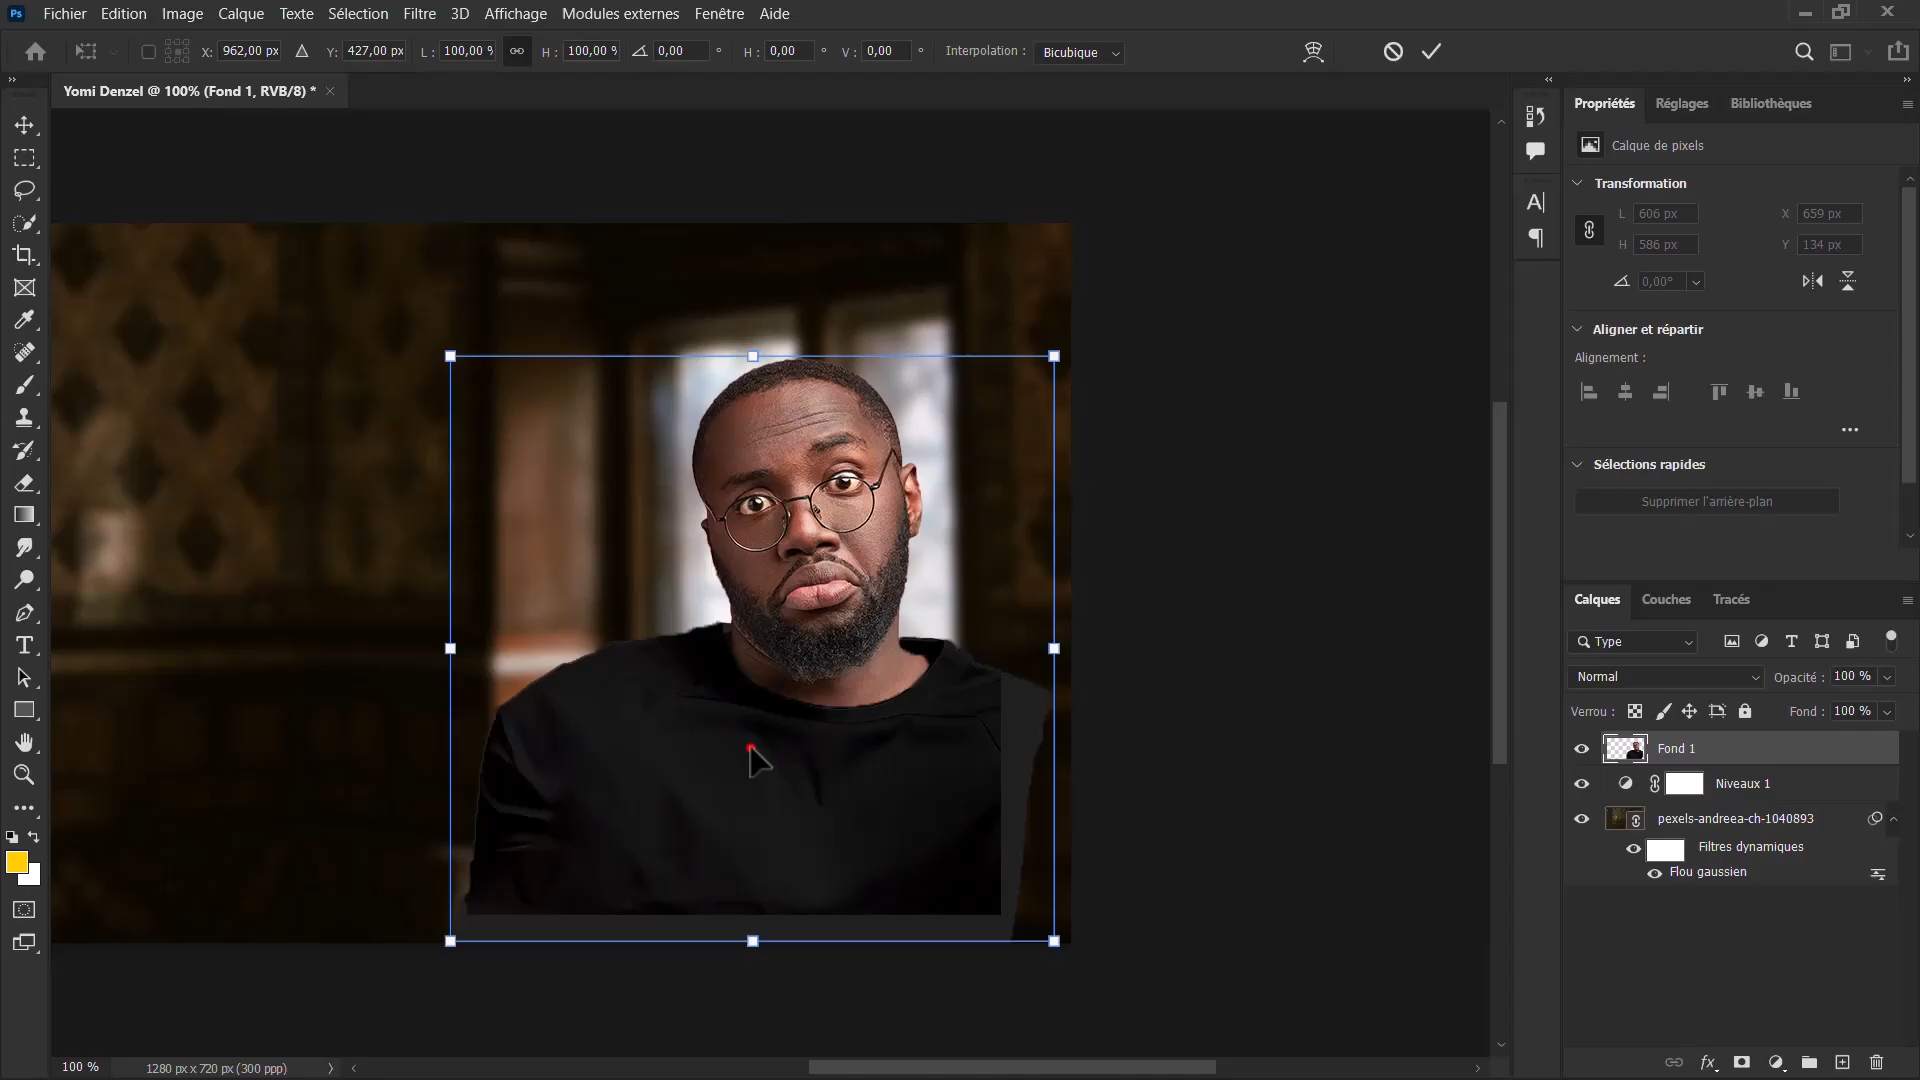 Ps Fichier Edition Image Calque Texte Sélection Filtre 3D Affichage Modules externes Fenêtre Aide
X: 962,00 px Y: 427,00 px L: 100,00 % H: 100,00 % 0,00 ° H: 0,00 ° V: 0,00 ° Interpolation : Bicubique
Yomi Denzel @ 100% (Fond 1, RVB/8) *
Propriétés Réglages Bibliothèques
Calque de pixels
Transformation
L 606 px X 659 px
H 586 px Y 134 px
0,00°
Aligner et répartir
Alignement :
Sélections rapides
Supprimer l'arrière-plan
Calques Couches Tracés
Type
Normal Opacité : 100 %
Verrou : Fond : 100 %
Fond 1
Niveaux 1
pexels-andreea-ch-1040893
Filtres dynamiques
Flou gaussien
100 % 1280 px x 720 px (300 ppp)